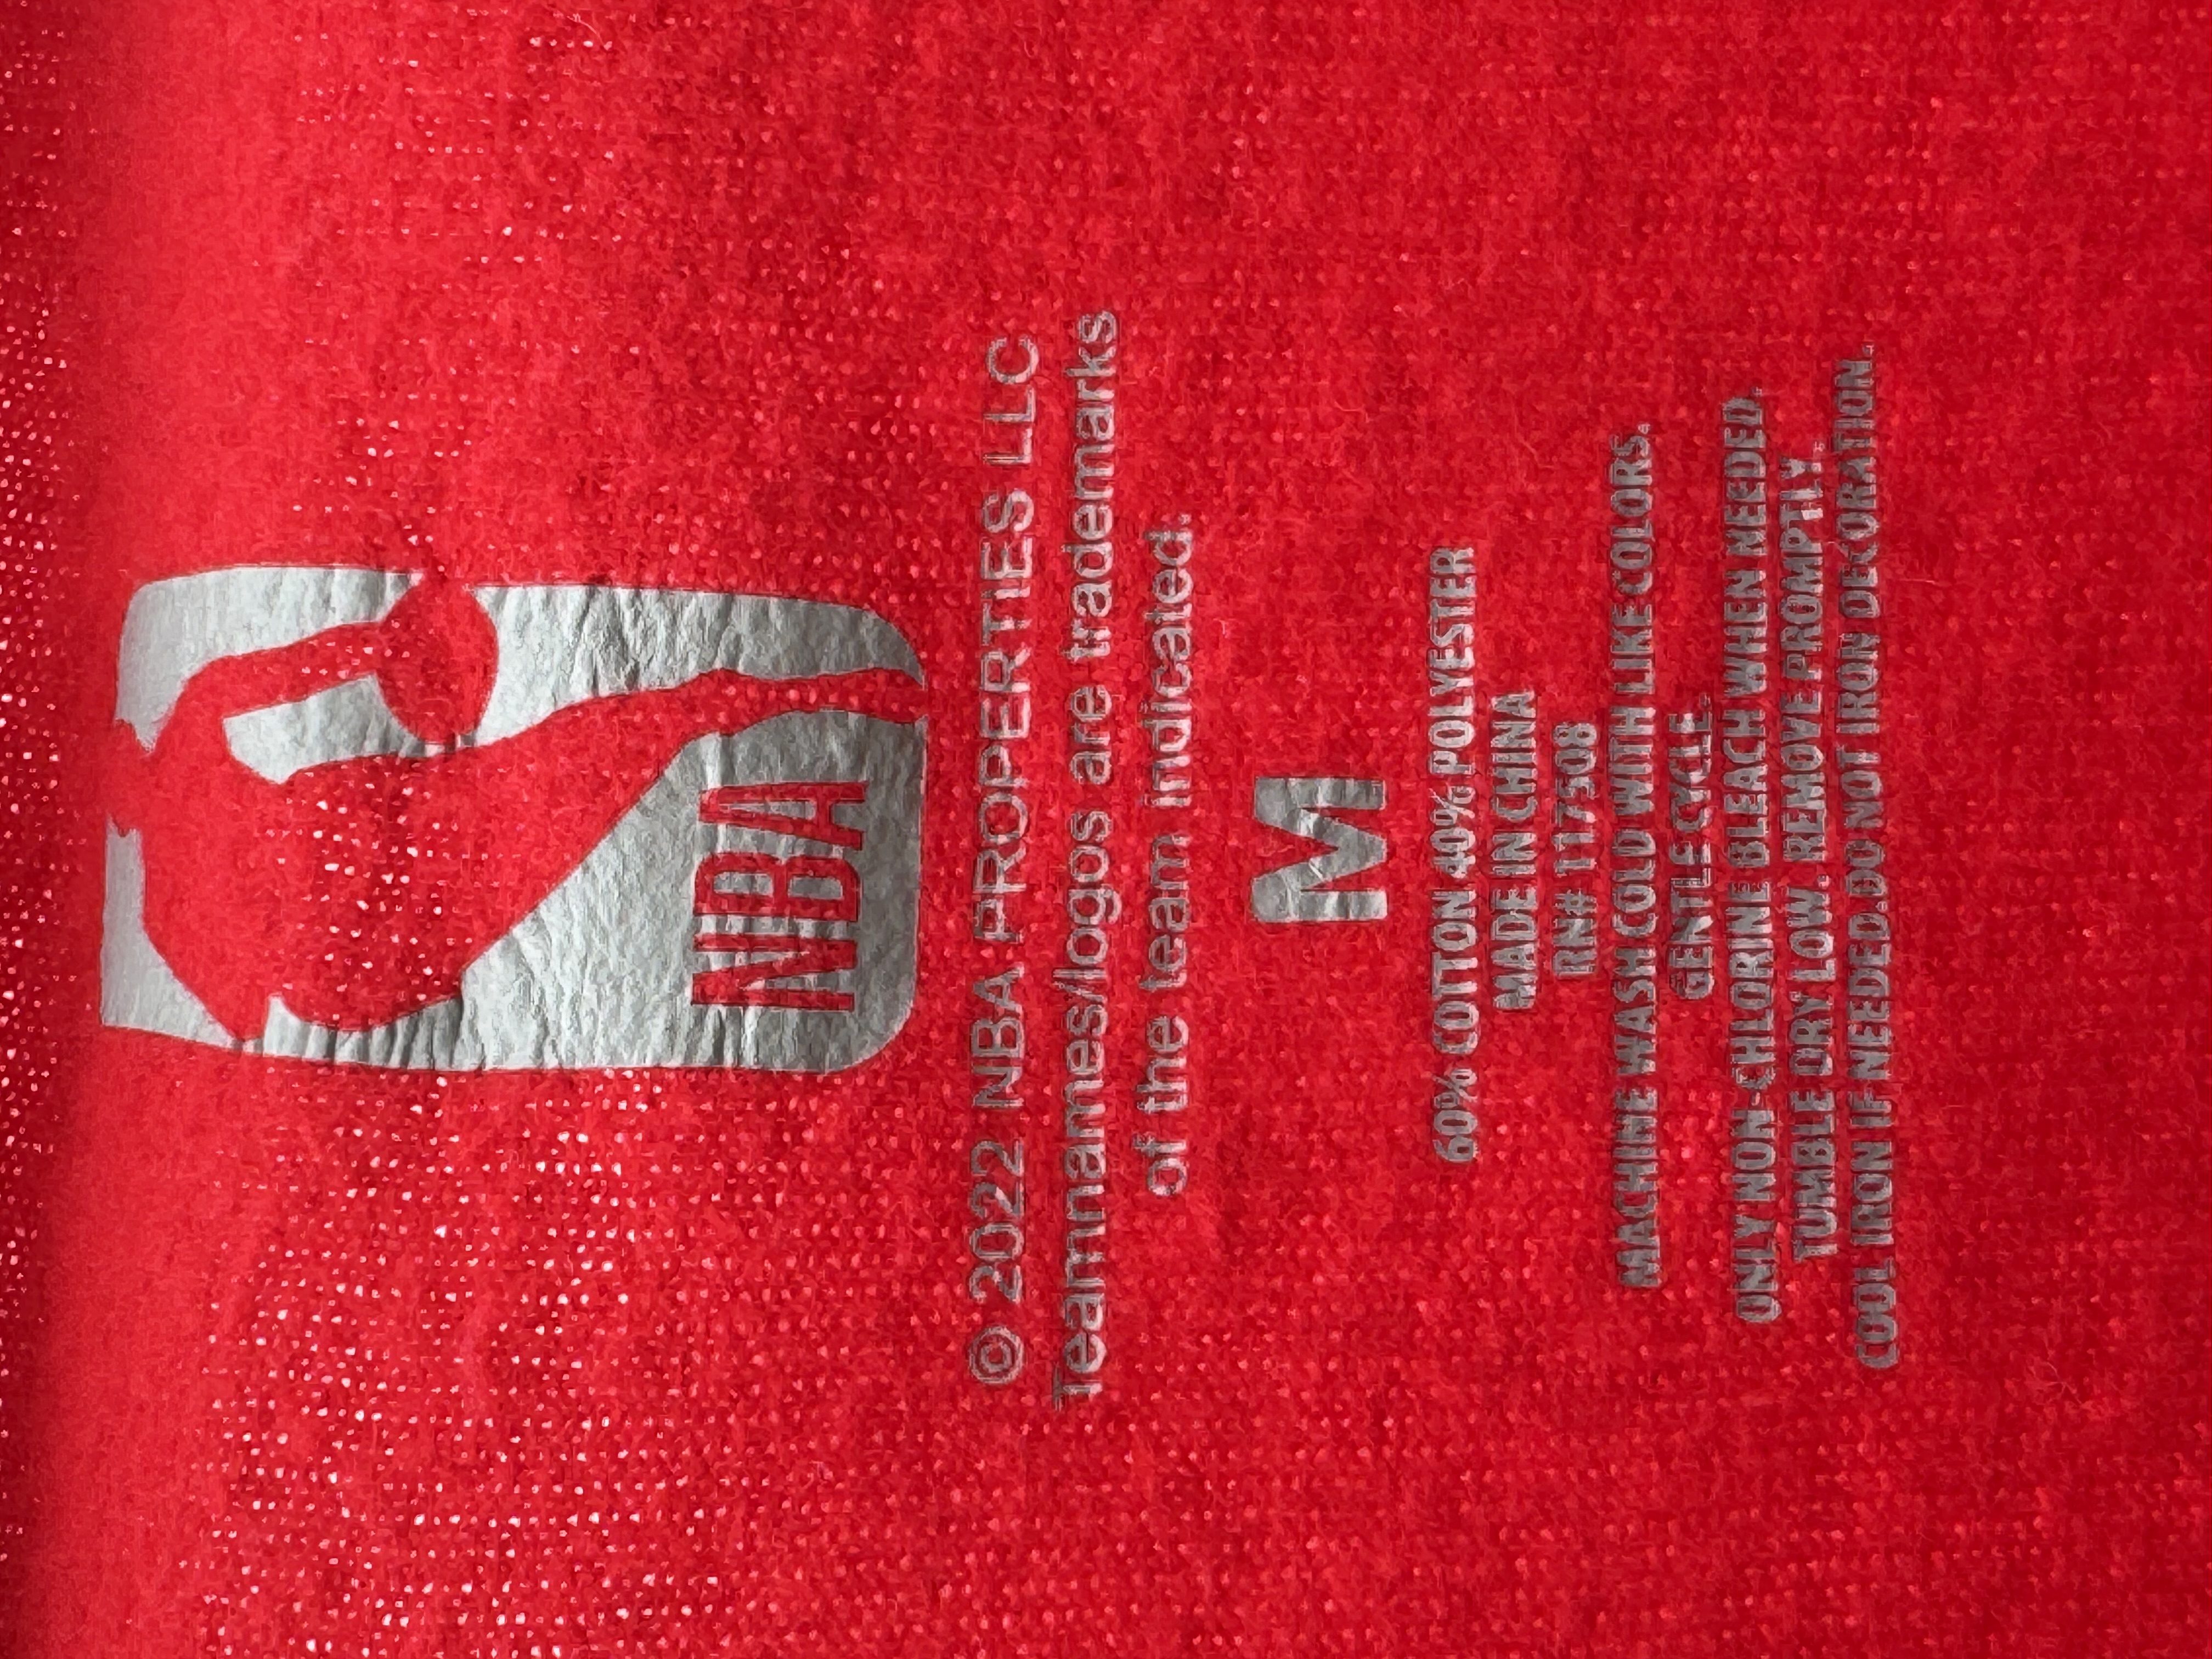 NBA
© 2022 NBA PROPERTIES LLC
Teamnames/logos are trademarks
of the team indicated.
M
60% COTTON 40% POLYESTER
MADE IN CHINA
RN# 117508
MACHINE WASH COLD WITH LIKE COLORS.
GENTLE CYCLE.
ONLY NON-CHLORINE BLEACH WHEN NEEDED.
TUMBLE DRY LOW. REMOVE PROMPTLY.
COOL IRON IF NEEDED.DO NOT IRON DECORATION.